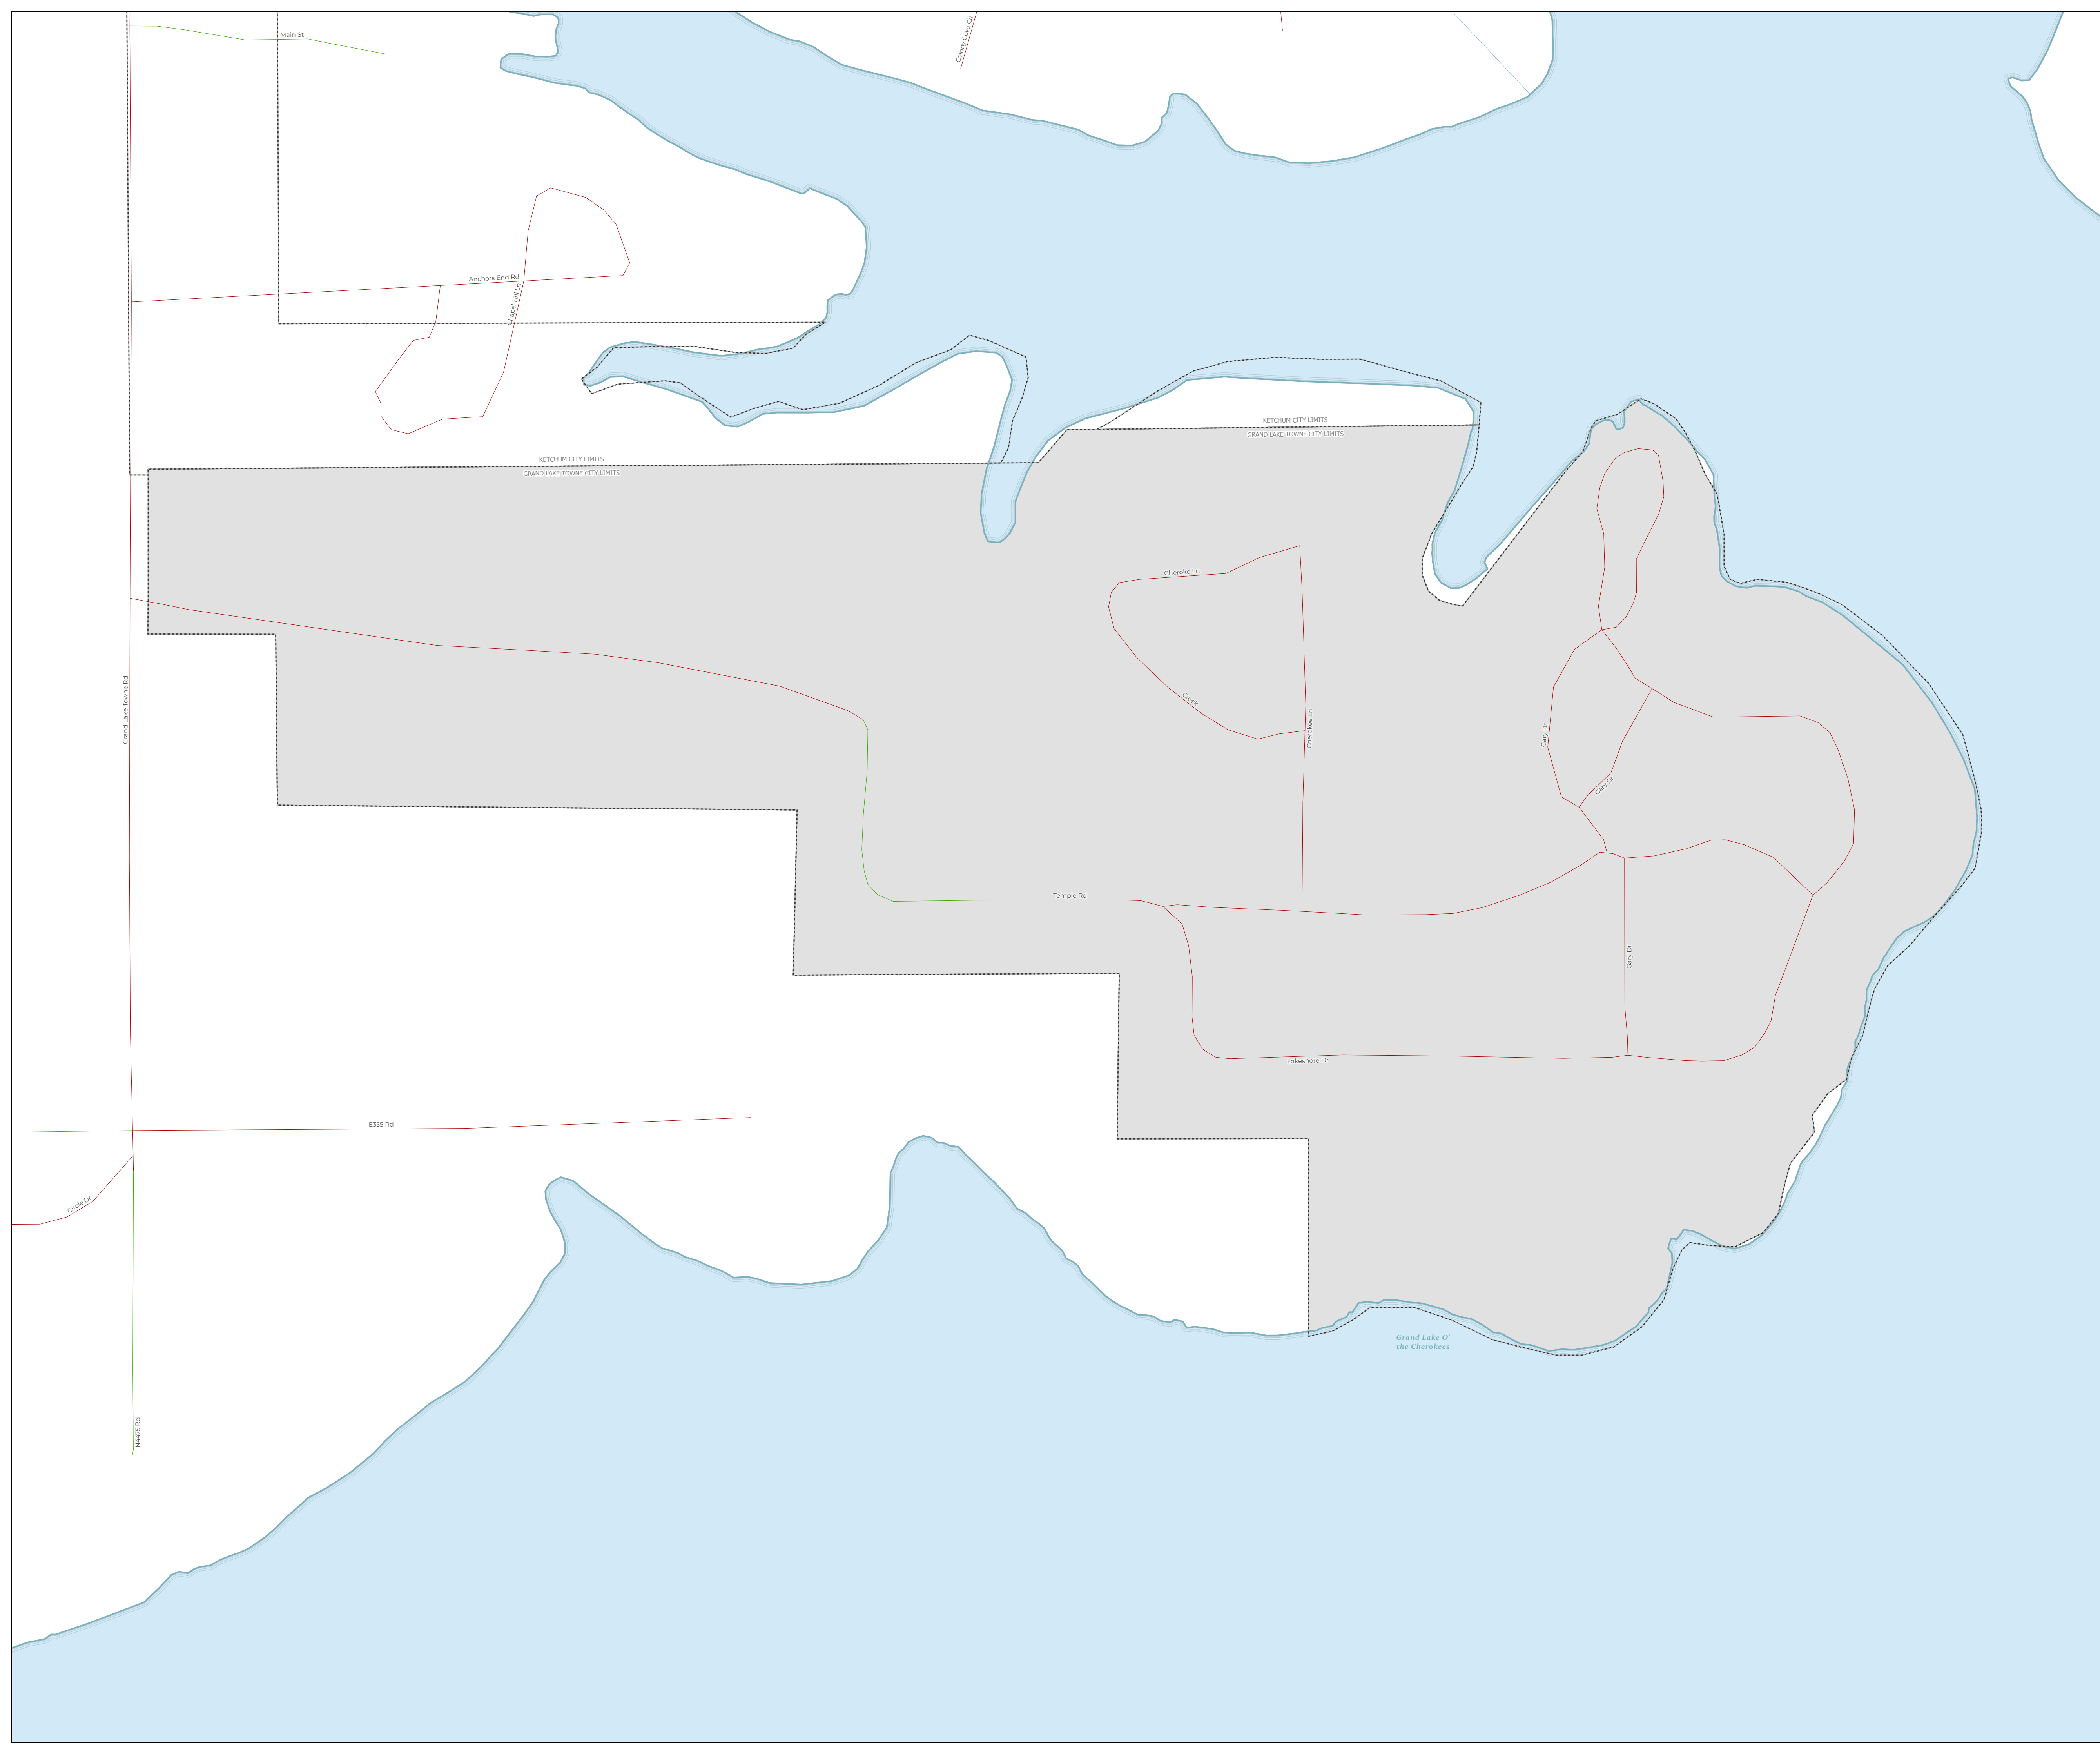 Colony Cove Cir
Main St
Anchors End Rd
Chapel Hill Ln
KETCHUM CITY LIMITS
GRAND LAKE TOWNE CITY LIMITS
KETCHUM CITY LIMITS
GRAND LAKE TOWNE CITY LIMITS
Cheroke Ln
Creek
Cherokee Ln
Grand Lake Towne Rd
Gary Dr
Gary Dr
Temple Rd
Gary Dr
Lakeshore Dr
E355 Rd
Circle Dr
Grand Lake O'
the Cherokees
N4475 Rd